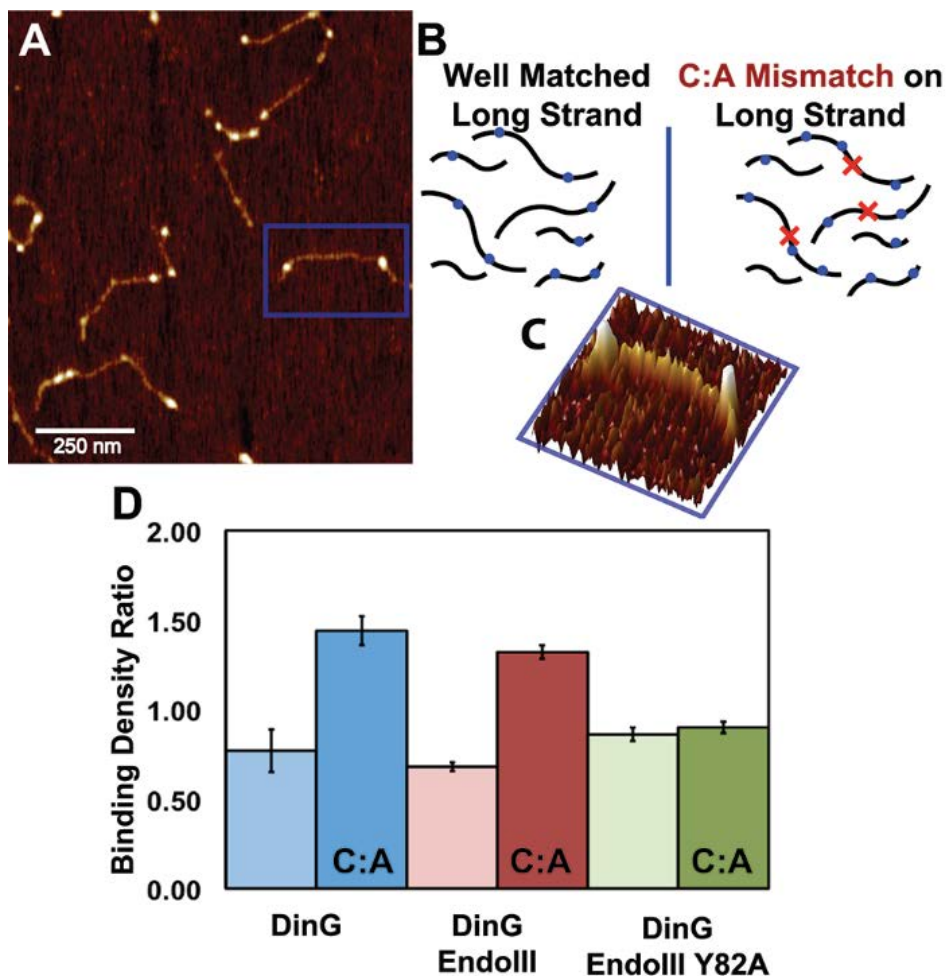 A
250 nm
B
Well Matched
Long Strand
C:A Mismatch on
Long Strand
C
D
Binding Density Ratio
2.00
1.50
1.00
0.50
0.00
C:A
C:A
C:A
DinG
DinG
EndoIII
DinG
EndoIII Y82A